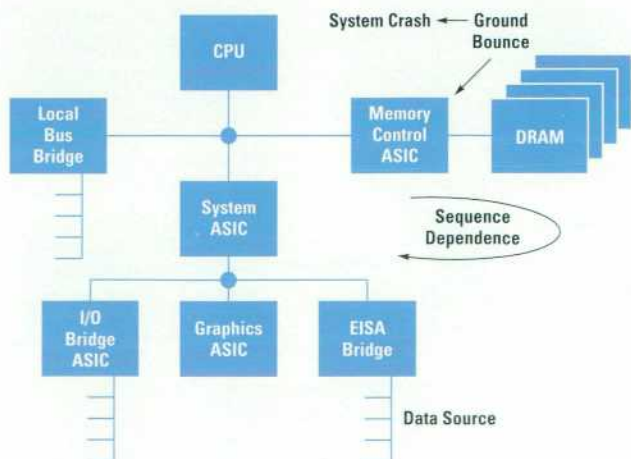 System Crash
Ground
Bounce
CPU
Local
Bus
Bridge
Memory
Control
ASIC
DRAM
System
ASIC
Sequence
Dependence
I/O
Bridge
ASIC
Graphics
ASIC
EISA
Bridge
Data Source